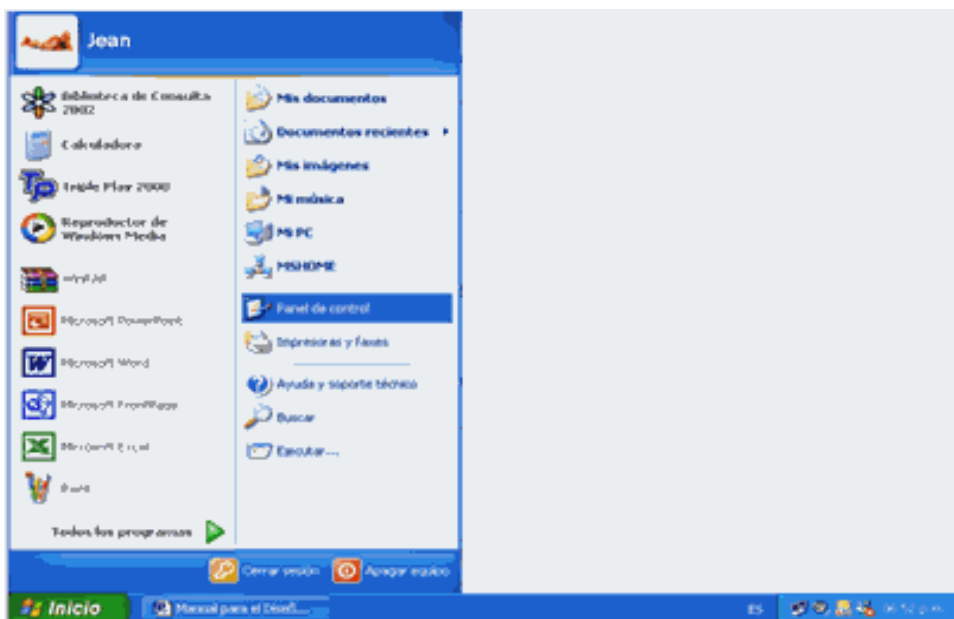 Jean
Biblioteca de Consulta
2002
Calculadora
Triple Play 2000
Reproductor de
Windows Media
WinRAR
Microsoft PowerPoint
Microsoft Word
Microsoft FrontPage
Microsoft Excel
Paint
Todos los programas
Mis documentos
Documentos recientes
Mis imágenes
Mi música
Mi PC
MSHOME
Panel de control
Impresoras y faxes
Ayuda y soporte técnico
Buscar
Ejecutar...
Cerrar sesión
Apagar equipo
Inicio
Manual para el Diseñ...
ES